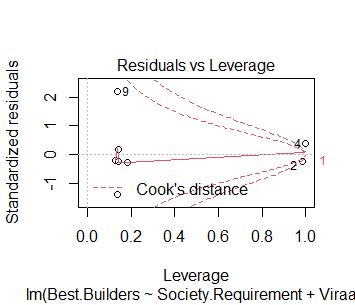 Residuals vs Leverage
Standardized residuals
2
1
0
-1
9
4
2
1
Cook's distance
0.0 0.2 0.4 0.6 0.8 1.0
Leverage
lm(Best.Builders ~ Society.Requirement + Viraa